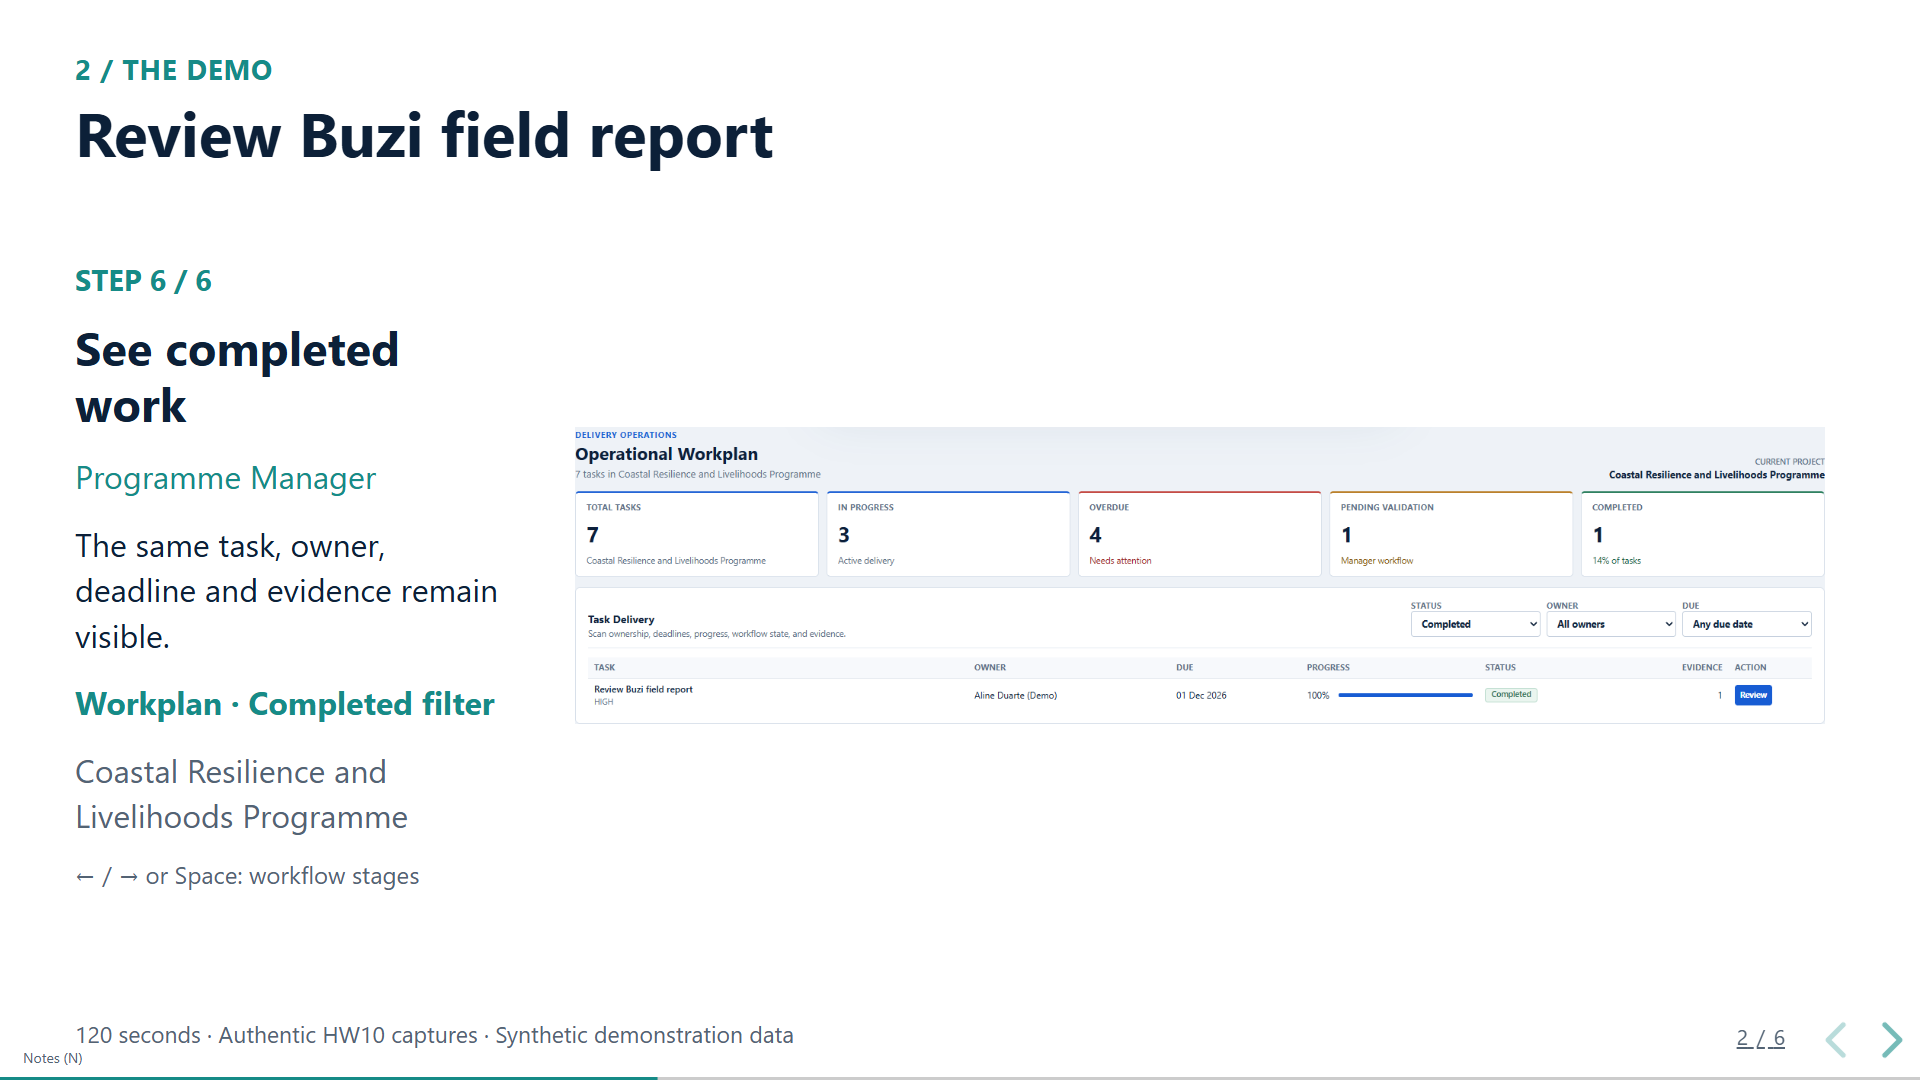 2 / THE DEMO
Review Buzi field report
STEP 6 / 6
See completed
work
Programme Manager
The same task, owner,
deadline and evidence remain
visible.
Workplan · Completed filter
Coastal Resilience and
Livelihoods Programme
← / → or Space: workflow stages
DELIVERY OPERATIONS
Operational Workplan
7 tasks in Coastal Resilience and Livelihoods Programme
CURRENT PROJECT
Coastal Resilience and Livelihoods Programme
TOTAL TASKS
7
Coastal Resilience and Livelihoods Programme
IN PROGRESS
3
Active delivery
OVERDUE
4
Needs attention
PENDING VALIDATION
1
Manager workflow
COMPLETED
1
14% of tasks
Task Delivery
Scan ownership, deadlines, progress, workflow state, and evidence.
STATUS
Completed
OWNER
All owners
DUE
Any due date
TASK OWNER DUE PROGRESS STATUS EVIDENCE ACTION
Review Buzi field report
HIGH
Aline Duarte (Demo) 01 Dec 2026 100% Completed 1 Review
120 seconds · Authentic HW10 captures · Synthetic demonstration data
2 / 6
Notes (N)